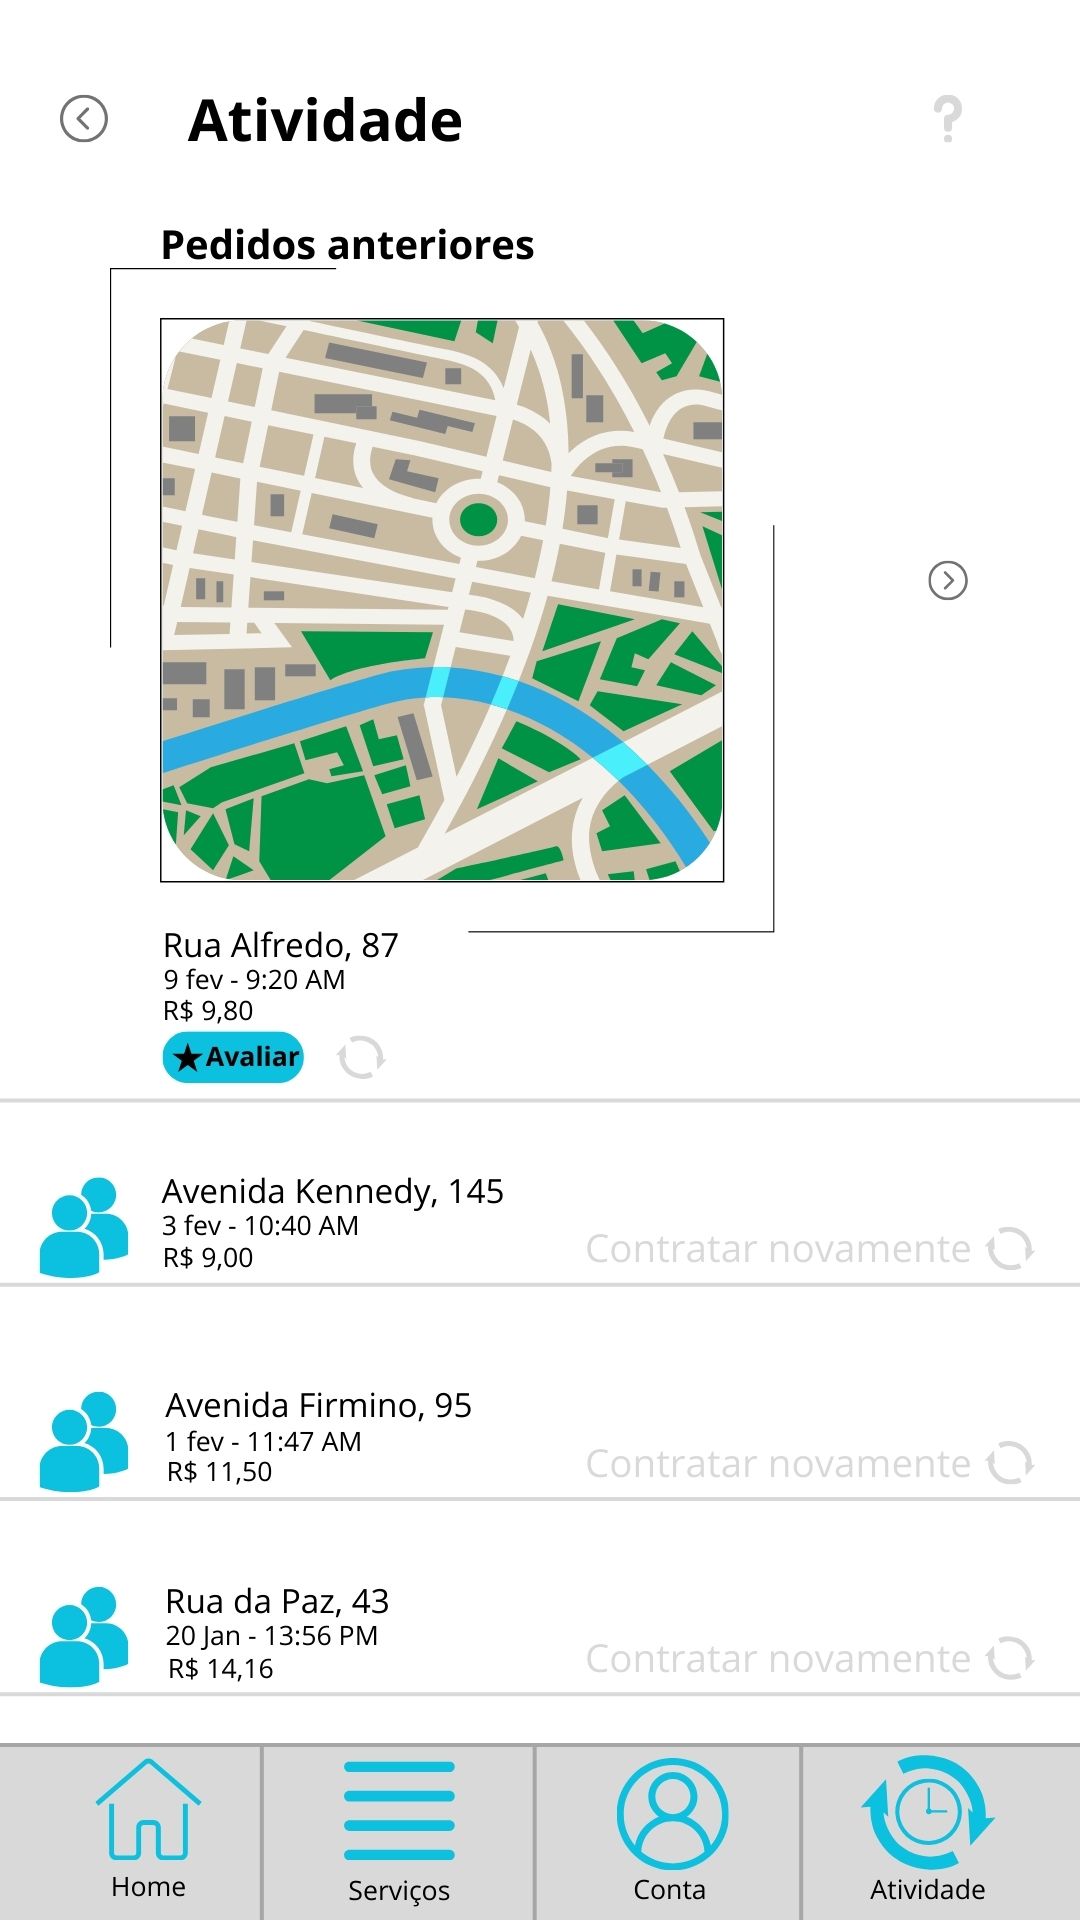 Atividade
?
Pedidos anteriores
Rua Alfredo, 87
9 fev - 9:20 AM
R$ 9,80
Avaliar
Avenida Kennedy, 145
3 fev - 10:40 AM
R$ 9,00
Contratar novamente
Avenida Firmino, 95
1 fev - 11:47 AM
R$ 11,50
Contratar novamente
Rua da Paz, 43
20 Jan - 13:56 PM
R$ 14,16
Contratar novamente
Home
Serviços
Conta
Atividade